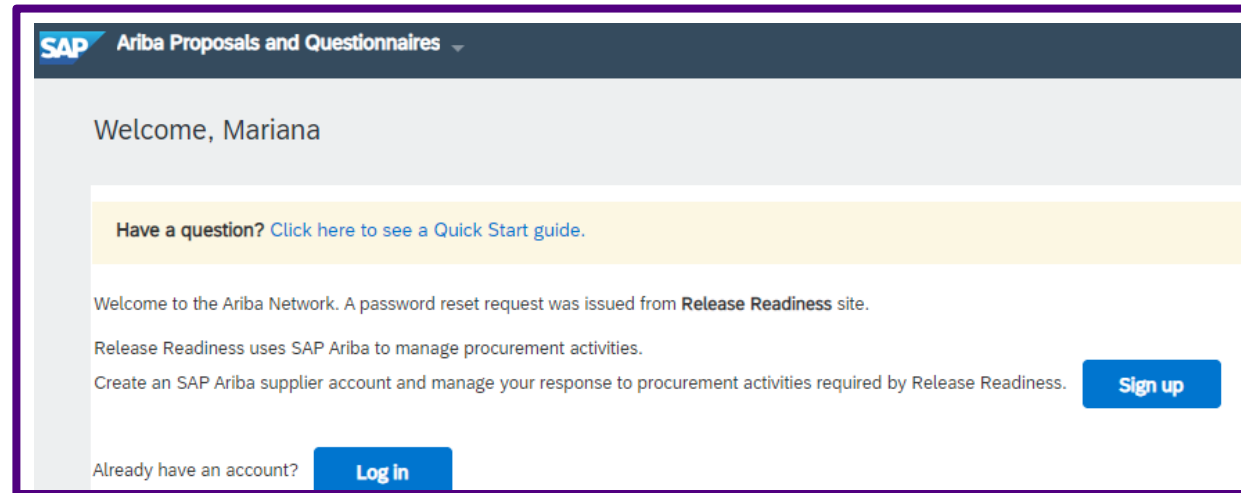 SAP Ariba Proposals and Questionnaires
Welcome, Mariana
Have a question? Click here to see a Quick Start guide.
Welcome to the Ariba Network. A password reset request was issued from Release Readiness site.
Release Readiness uses SAP Ariba to manage procurement activities.
Create an SAP Ariba supplier account and manage your response to procurement activities required by Release Readiness. Sign up
Already have an account? Log in